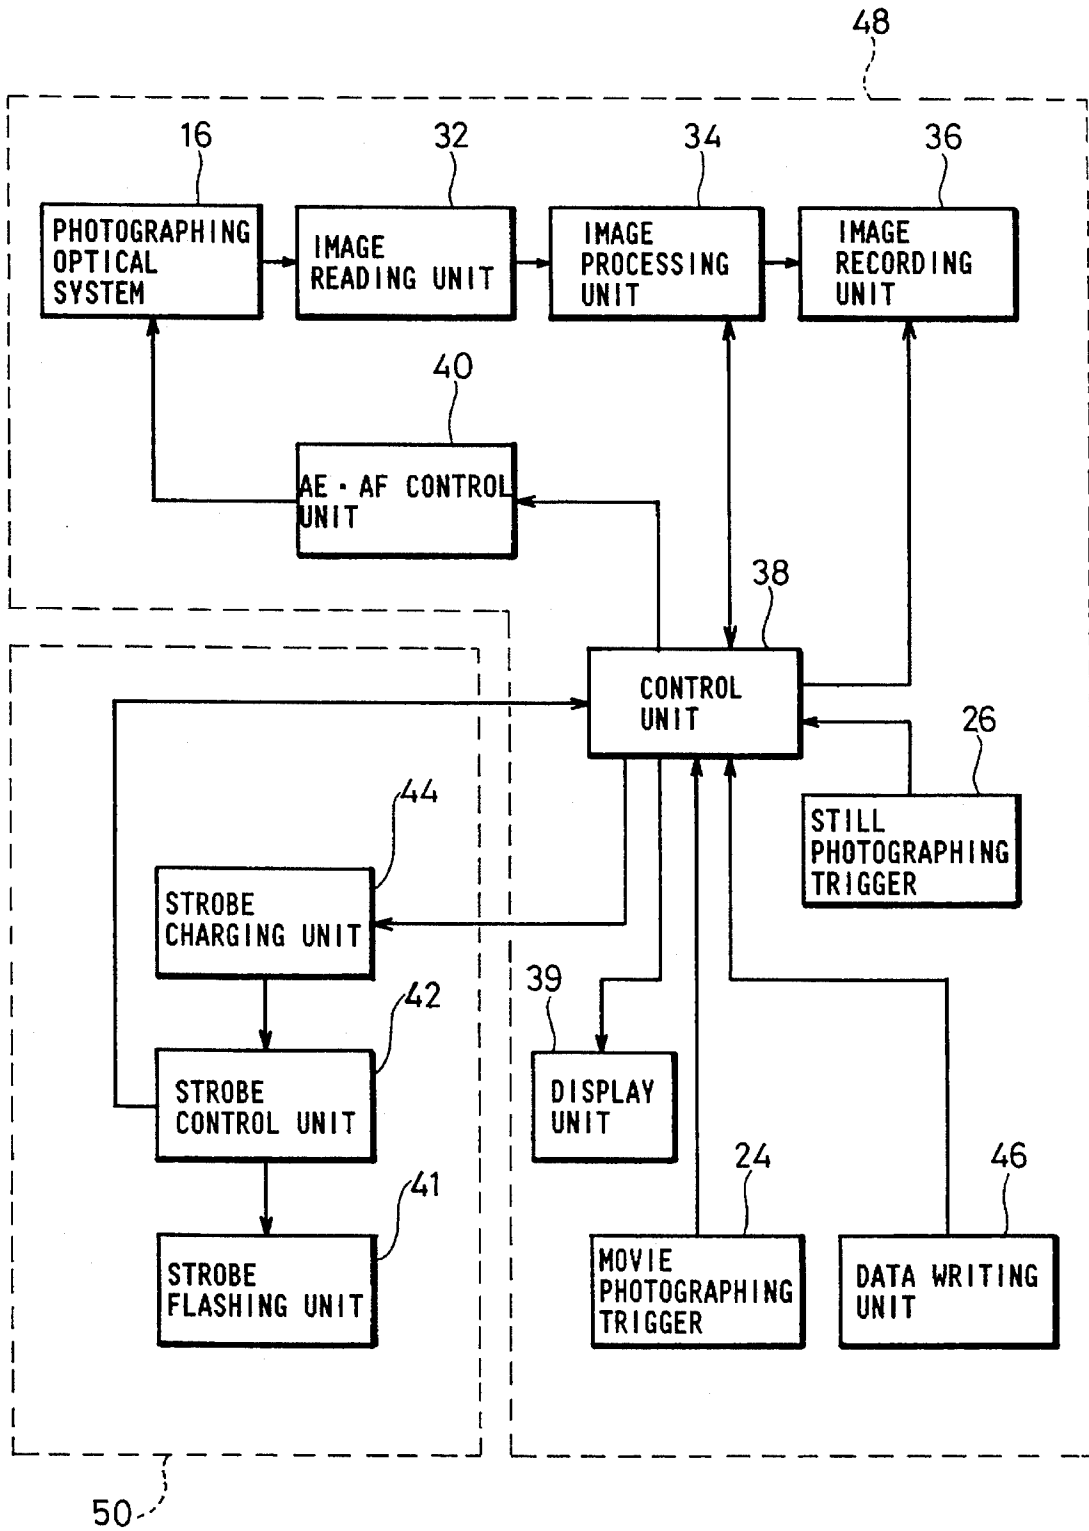 48
16
32
34
36
PHOTOGRAPHING
OPTICAL
SYSTEM
IMAGE
READING UNIT
IMAGE
PROCESSING
UNIT
IMAGE
RECORDING
UNIT
40
AE・AF CONTROL
UNIT
38
CONTROL
UNIT
26
STILL
PHOTOGRAPHING
TRIGGER
44
STROBE
CHARGING UNIT
42
STROBE
CONTROL UNIT
39
DISPLAY
UNIT
41
STROBE
FLASHING UNIT
24
MOVIE
PHOTOGRAPHING
TRIGGER
46
DATA WRITING
UNIT
50